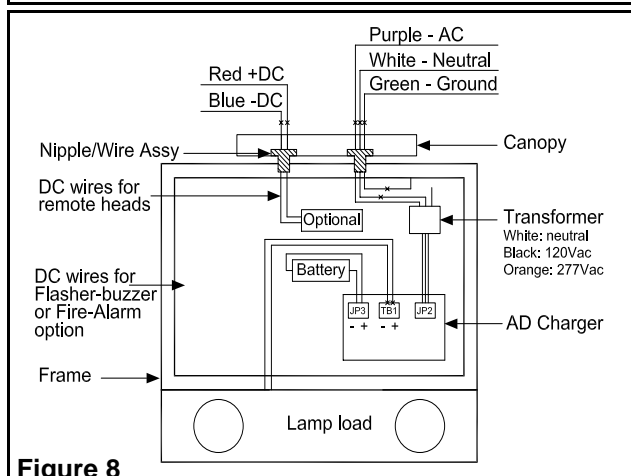 Purple - AC
White - Neutral
Green - Ground
Red +DC
Blue -DC
Canopy
Nipple/Wire Assy
DC wires for
remote heads
Optional
Transformer
White: neutral
Black: 120Vac
Orange: 277Vac
Battery
DC wires for
Flasher-buzzer
or Fire-Alarm
option
JP3
TB1
JP2
- +
- +
AD Charger
Frame
Lamp load
Figure 8